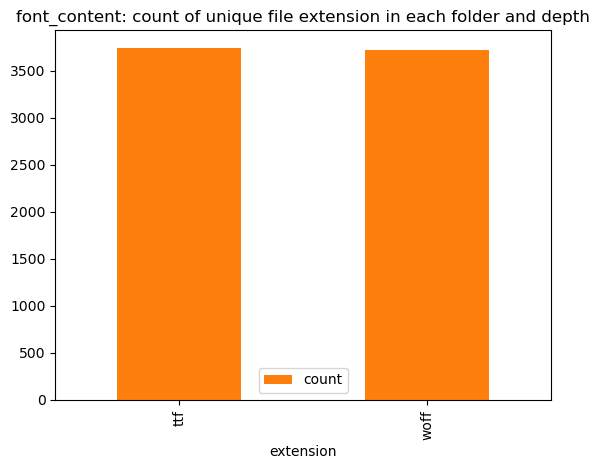 font_content: count of unique file extension in each folder and depth
3500
3000
2500
2000
1500
1000
500
0
count
ttf
woff
extension